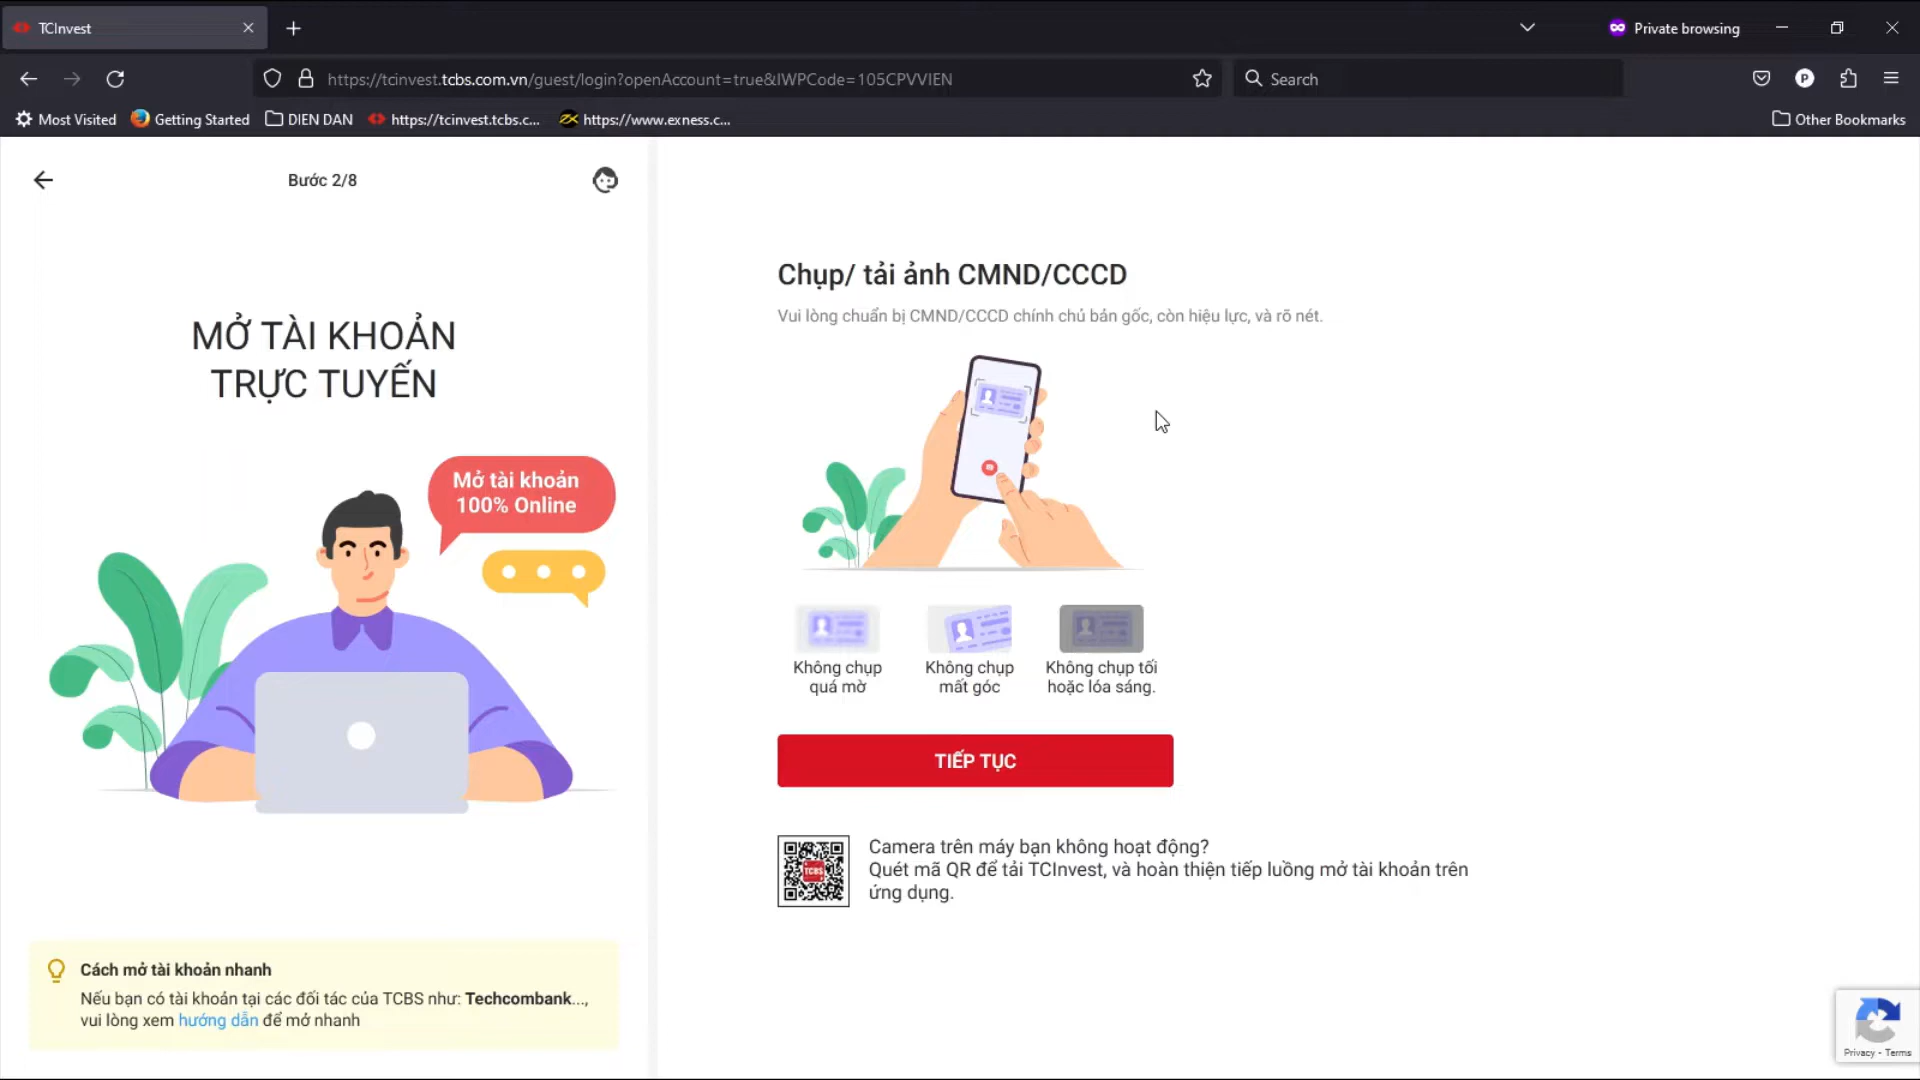 TCInvest
Private browsing
https://tcinvest.tcbs.com.vn/guest/login?openAccount=true&IWPCode=105CPVVIEN
Search
Most Visited
Getting Started
DIEN DAN
https://tcinvest.tcbs.c...
https://www.exness.c...
Other Bookmarks
Bước 2/8
MỞ TÀI KHOẢN
TRỰC TUYẾN
Mở tài khoản
100% Online
Cách mở tài khoản nhanh
Nếu bạn có tài khoản tại các đối tác của TCBS như: Techcombank...,
vui lòng xem hướng dẫn để mở nhanh
Chụp/ tải ảnh CMND/CCCD
Vui lòng chuẩn bị CMND/CCCD chính chủ bản gốc, còn hiệu lực, và rõ nét.
Không chụp
quá mờ
Không chụp
mất góc
Không chụp tối
hoặc lóa sáng.
TIẾP TỤC
TCBS
Camera trên máy bạn không hoạt động?
Quét mã QR để tải TCInvest, và hoàn thiện tiếp luồng mở tài khoản trên
ứng dụng.
Privacy - Terms